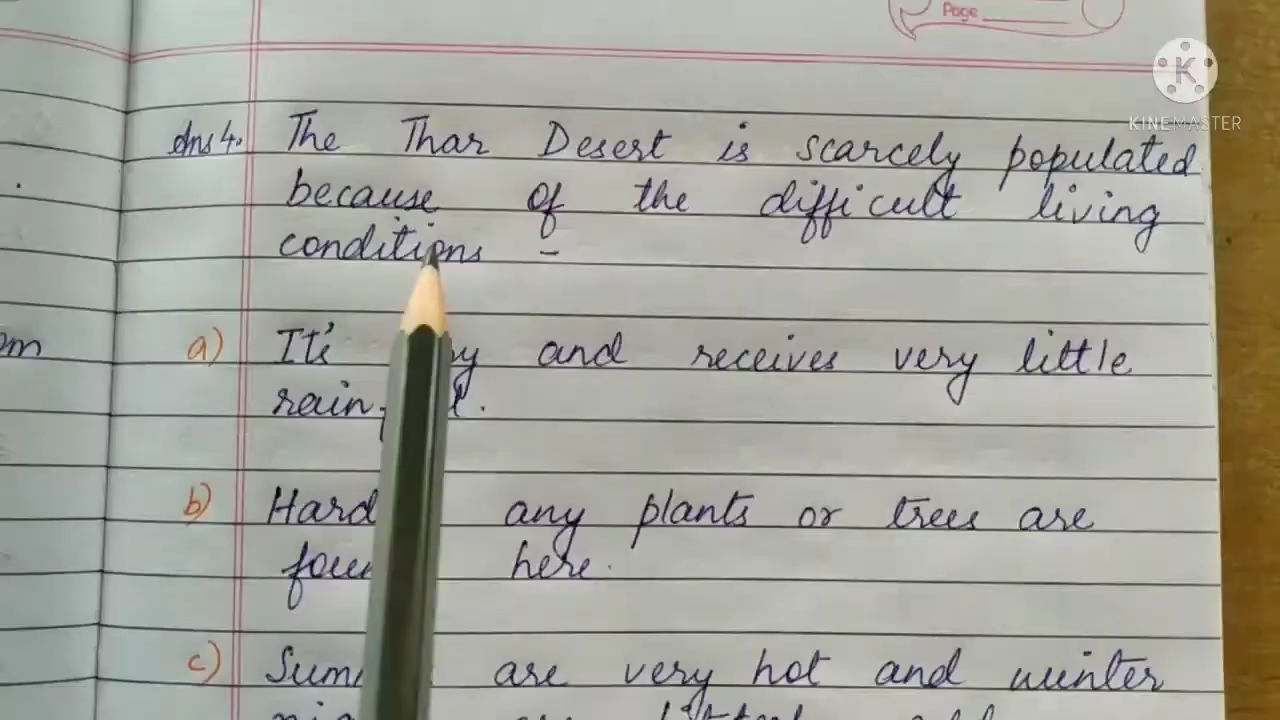 Page
KINEMASTER
Ans 4. The Thar Desert is scarcely populated
because of the difficult living
conditions -
a) It's and receives very little
b) any plants or trees are
here.
c) are very hot and winter